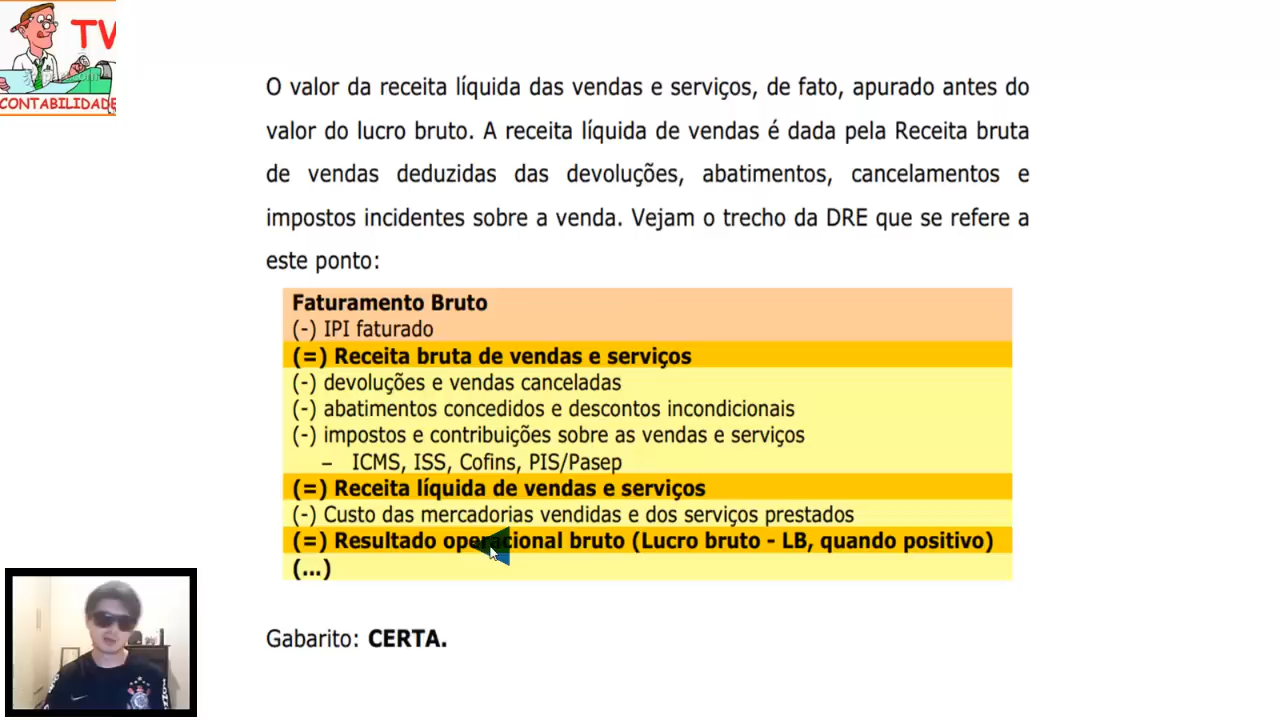 TV
CONTABILIDADE
O valor da receita líquida das vendas e serviços, de fato, apurado antes do
valor do lucro bruto. A receita líquida de vendas é dada pela Receita bruta
de vendas deduzidas das devoluções, abatimentos, cancelamentos e
impostos incidentes sobre a venda. Vejam o trecho da DRE que se refere a
este ponto:
Faturamento Bruto
(-) IPI faturado
(=) Receita bruta de vendas e serviços
(-) devoluções e vendas canceladas
(-) abatimentos concedidos e descontos incondicionais
(-) impostos e contribuições sobre as vendas e serviços
– ICMS, ISS, Cofins, PIS/Pasep
(=) Receita líquida de vendas e serviços
(-) Custo das mercadorias vendidas e dos serviços prestados
(=) Resultado operacional bruto (Lucro bruto - LB, quando positivo)
(...)
Gabarito: CERTA.